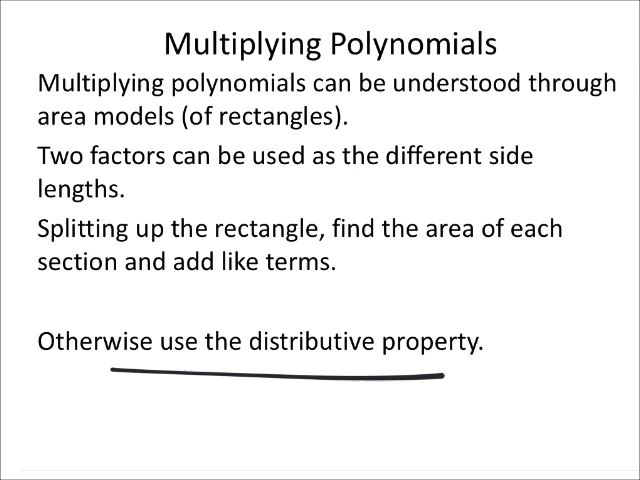 Multiplying Polynomials
Multiplying polynomials can be understood through
area models (of rectangles).
Two factors can be used as the different side
lengths.
Splitting up the rectangle, find the area of each
section and add like terms.
Otherwise use the distributive property.